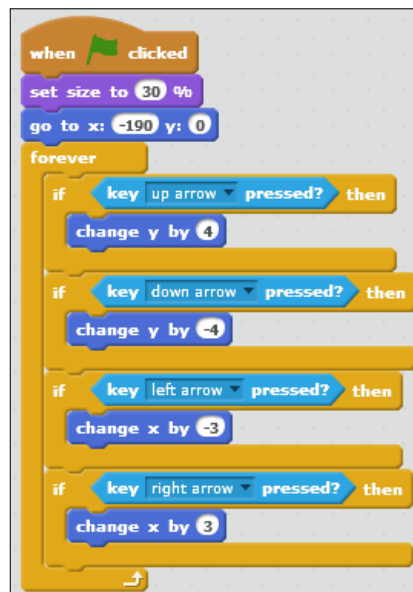 when clicked
set size to 30 %
go to x: -190 y: 0
forever
if key up arrow pressed? then
change y by 4
if key down arrow pressed? then
change y by -4
if key left arrow pressed? then
change x by -3
if key right arrow pressed? then
change x by 3